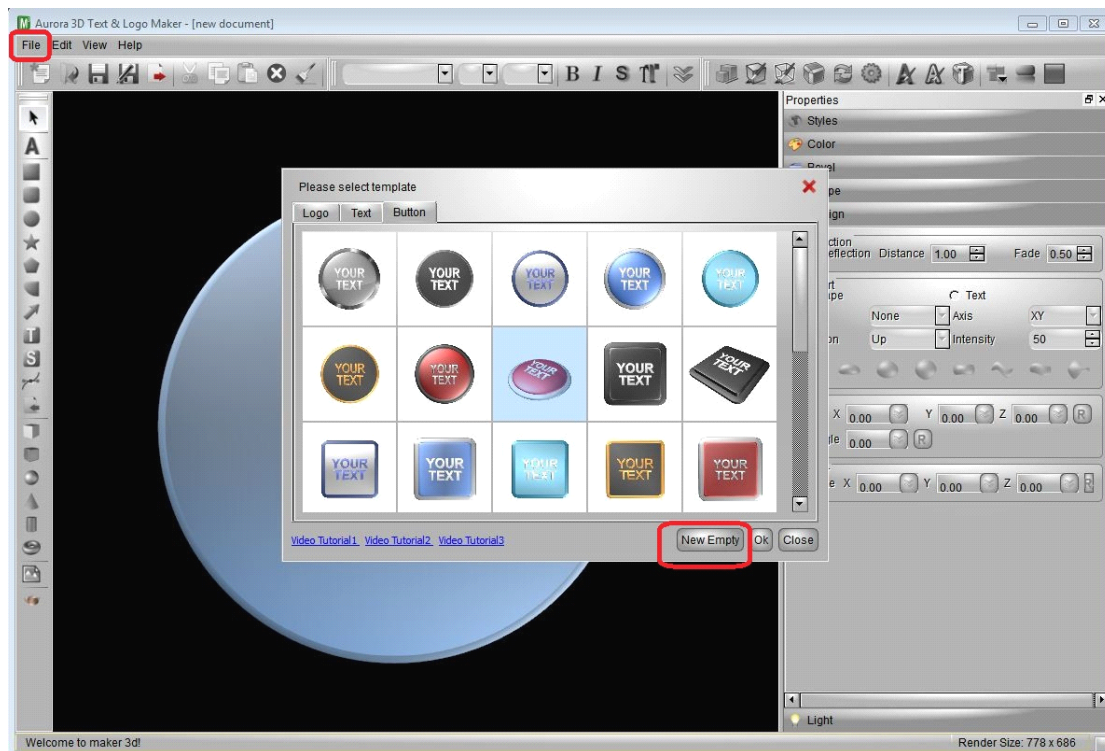 Aurora 3D Text & Logo Maker - [new document]
File Edit View Help
B I S T
Properties
Styles
Color
Bevel
Please select template
Logo Text Button
YOUR TEXT YOUR TEXT YOUR TEXT YOUR TEXT YOUR TEXT
YOUR TEXT YOUR TEXT YOUR TEXT YOUR TEXT YOUR TEXT
YOUR TEXT YOUR TEXT YOUR TEXT YOUR TEXT YOUR TEXT
Video Tutorial1 Video Tutorial2 Video Tutorial3
New Empty Ok Close
Distance 1.00 Fade 0.50
Text
None Axis XY
Up Intensity 50
X 0.00 Y 0.00 Z 0.00 R
0.00 R
X 0.00 Y 0.00 Z 0.00 R
Light
Welcome to maker 3d!
Render Size: 778 x 686